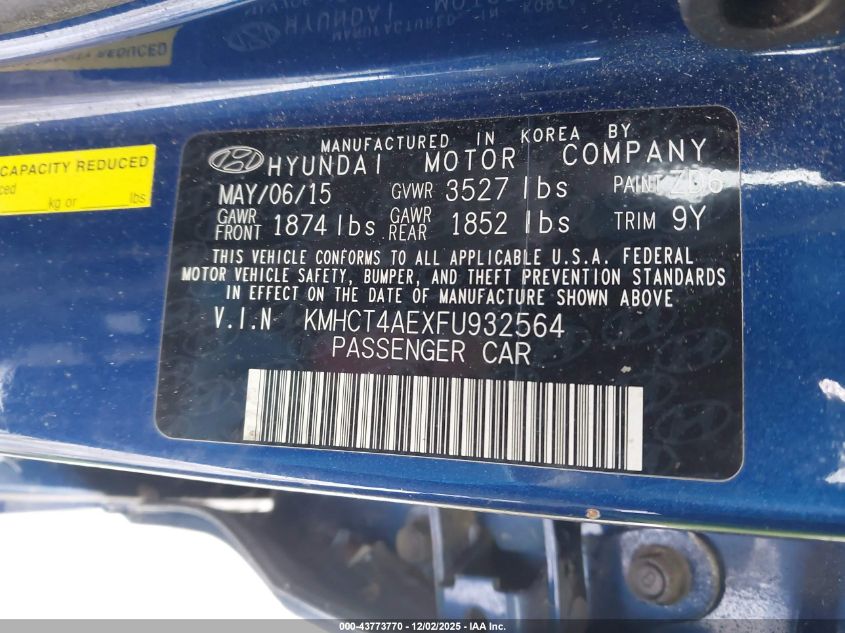 CAPACITY REDUCED
kg or lbs
MANUFACTURED IN KOREA BY
HYUNDAI MOTOR COMPANY
MAY/06/15 GVWR 3527 lbs PAINT ZD6
GAWR FRONT 1874 lbs GAWR REAR 1852 lbs TRIM 9Y
THIS VEHICLE CONFORMS TO ALL APPLICABLE U.S.A. FEDERAL
MOTOR VEHICLE SAFETY, BUMPER, AND THEFT PREVENTION STANDARDS
IN EFFECT ON THE DATE OF MANUFACTURE SHOWN ABOVE
V.I.N KMHCT4AEXFU932564
PASSENGER CAR
000-43773770 - 12/02/2025 - IAA Inc.